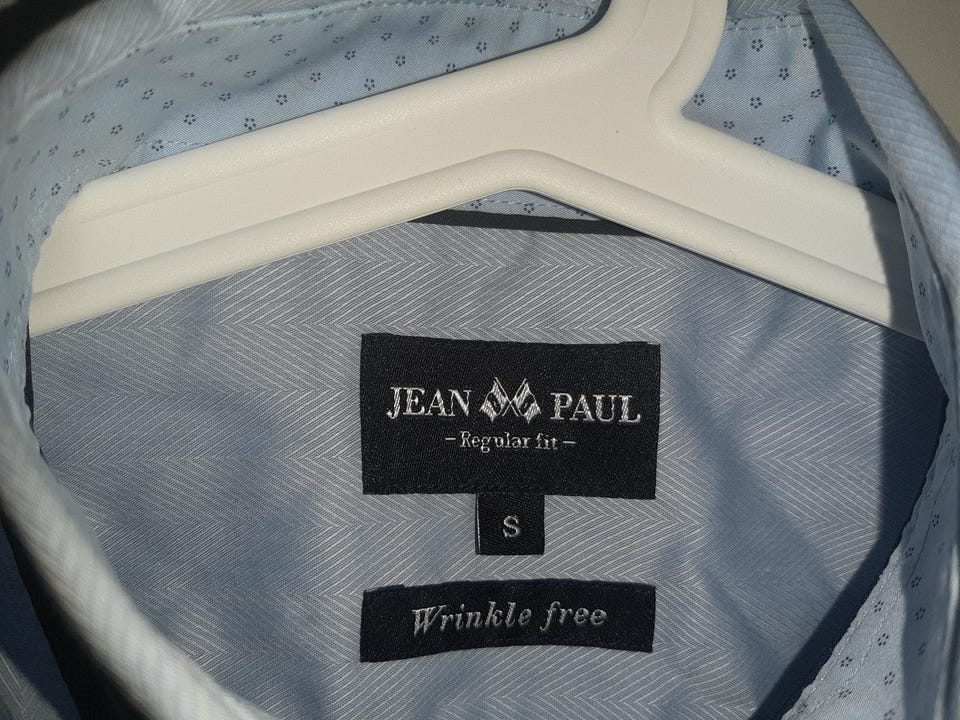 JEAN PAUL
-Regular fit-
S
Wrinkle free